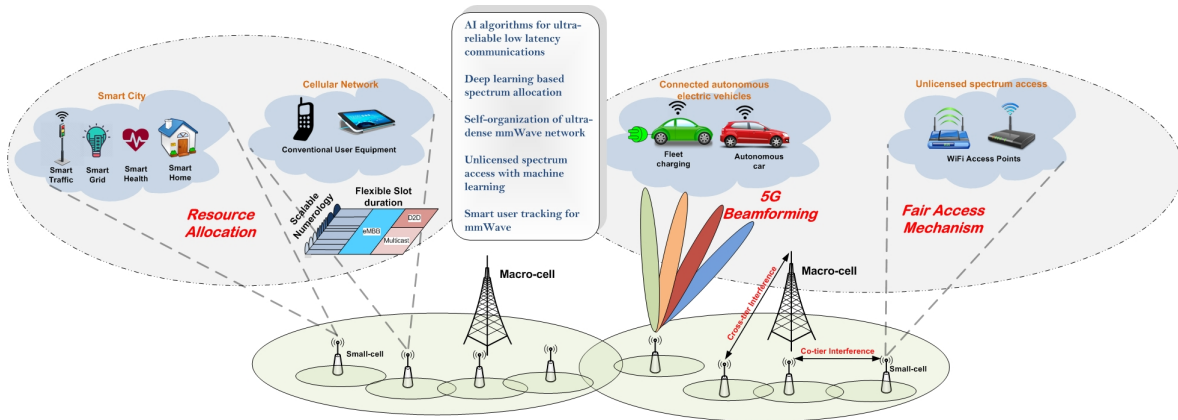 AI algorithms for ultra-
reliable low latency
communications
Deep learning based
spectrum allocation
Self-organization of ultra-
dense mmWave network
Unlicensed spectrum
access with machine
learning
Smart user tracking for
mmWave
Smart City
Smart
Traffic
Smart
Grid
Smart
Health
Smart
Home
Cellular Network
Conventional User Equipment
Resource
Allocation
Scalable
Numerology
Flexible Slot
duration
eMBB
D2D
Multicast
Connected autonomous
electric vehicles
Fleet
charging
Autonomous
car
Unlicensed spectrum access
WiFi Access Points
5G
Beamforming
Fair Access
Mechanism
Macro-cell
Small-cell
Macro-cell
Cross-tier Interference
Co-tier Interference
Small-cell